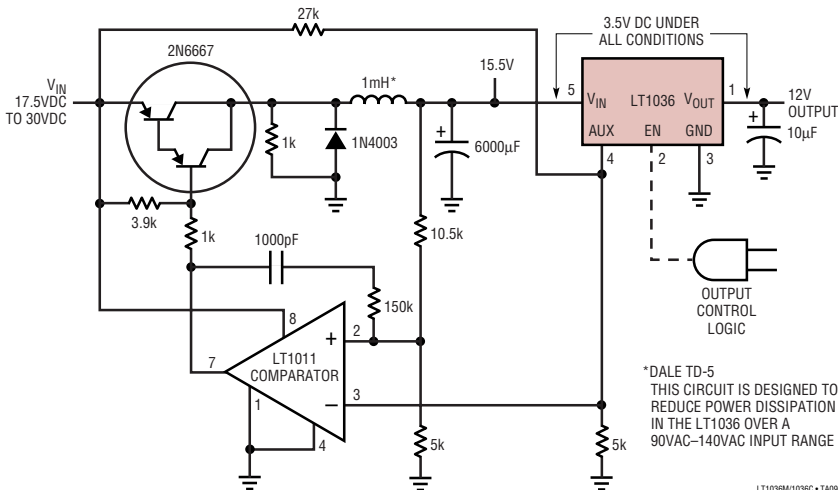 27k
3.5V DC UNDER
ALL CONDITIONS
2N6667
15.5V
1mH*
VIN
17.5VDC
TO 30VDC
5
VIN
LT1036
VOUT
1
12V
OUTPUT
AUX
EN
GND
4
2
3
+
10µF
1k
1N4003
+
6000µF
3.9k
1k
1000pF
10.5k
150k
OUTPUT
CONTROL
LOGIC
8
+
2
7
LT1011
COMPARATOR
3
–
1
4
5k
5k
*DALE TD-5
THIS CIRCUIT IS DESIGNED TO
REDUCE POWER DISSIPATION
IN THE LT1036 OVER A
90VAC–140VAC INPUT RANGE
LT1036M/1036C • TA09